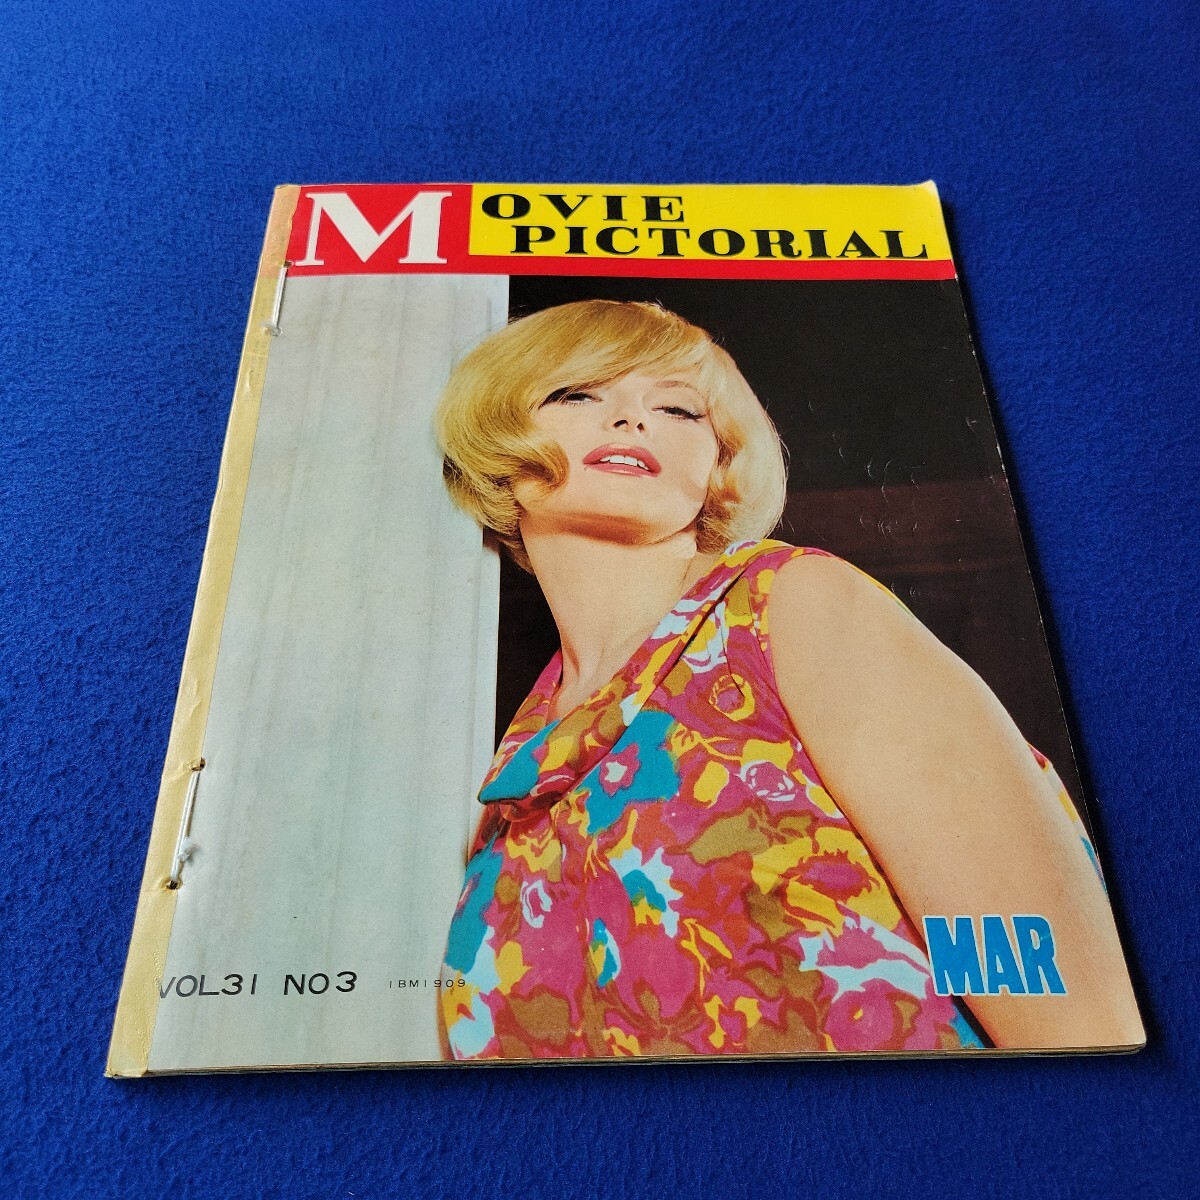 MOVIE
PICTORIAL
VOL31 NO3 IBM1909
MAR